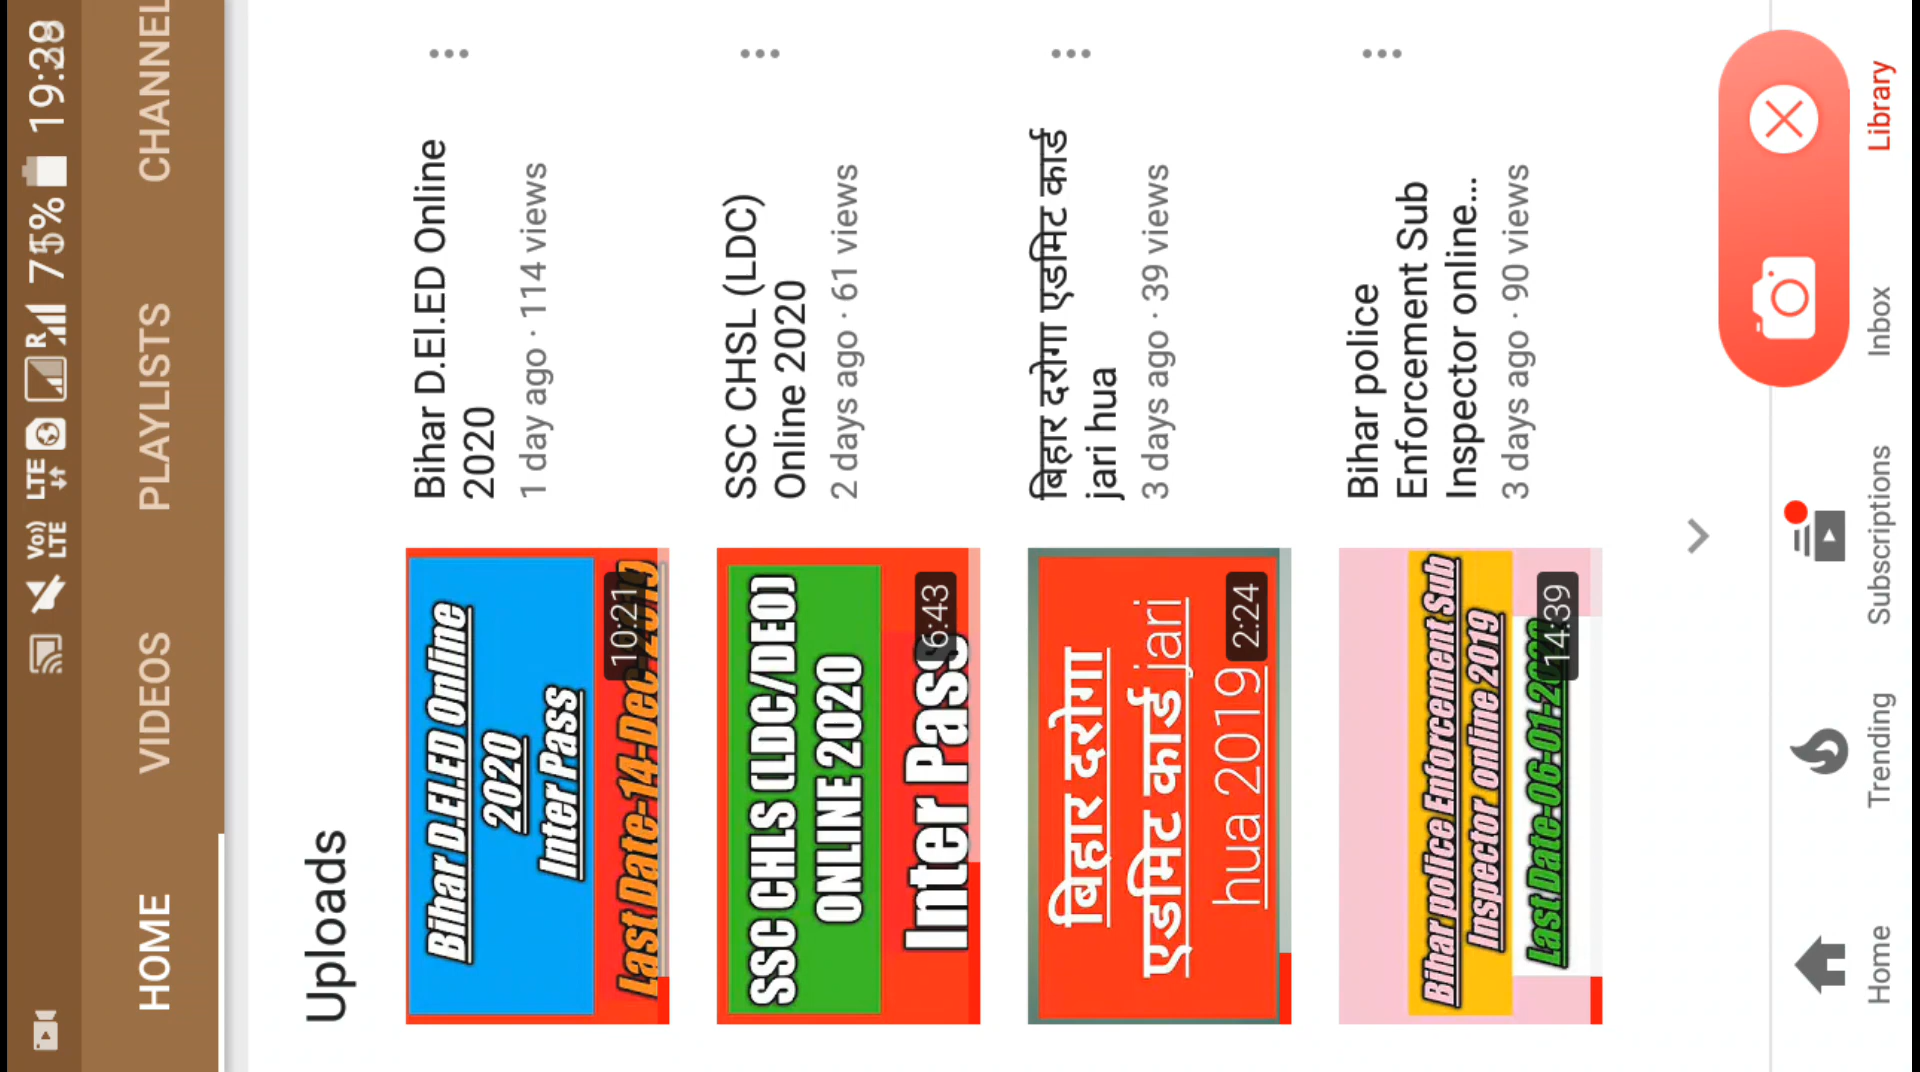 VoLTE LTE R 19:28
HOME VIDEOS PLAYLISTS CHANNEL
Uploads
Bihar D.El.ED Online
2020
Inter Pass
Last Date-14-Dec-2019
10:21
Bihar D.El.ED Online
2020
1 day ago · 114 views
SSC CHLS (LDC/DEO)
ONLINE 2020
Inter Pass
6:43
SSC CHSL (LDC)
Online 2020
2 days ago · 61 views
बिहार दरोगा
एडमिट कार्ड jari
hua 2019
2:24
बिहार दरोगा एडमिट कार्ड
jari hua
3 days ago · 39 views
Bihar police Enforcement Sub
Inspector online 2019
Last Date-06-01-2020
14:39
Bihar police
Enforcement Sub
Inspector online...
3 days ago · 90 views
Home Trending Subscriptions Inbox Library